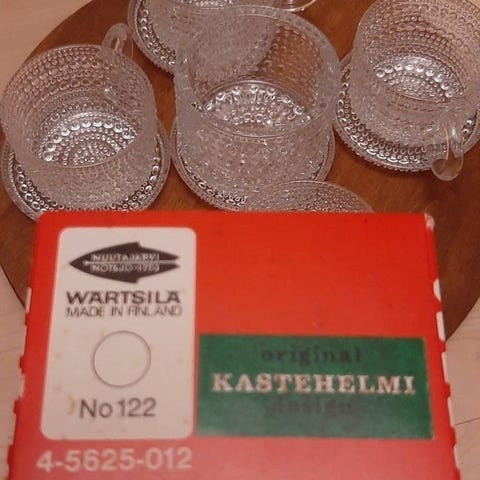 NUUTAJÄRVI
NOTSJÖ·1793
WÄRTSILÄ
MADE IN FINLAND
No 122
original
KASTEHELMI
design
4-5625-012